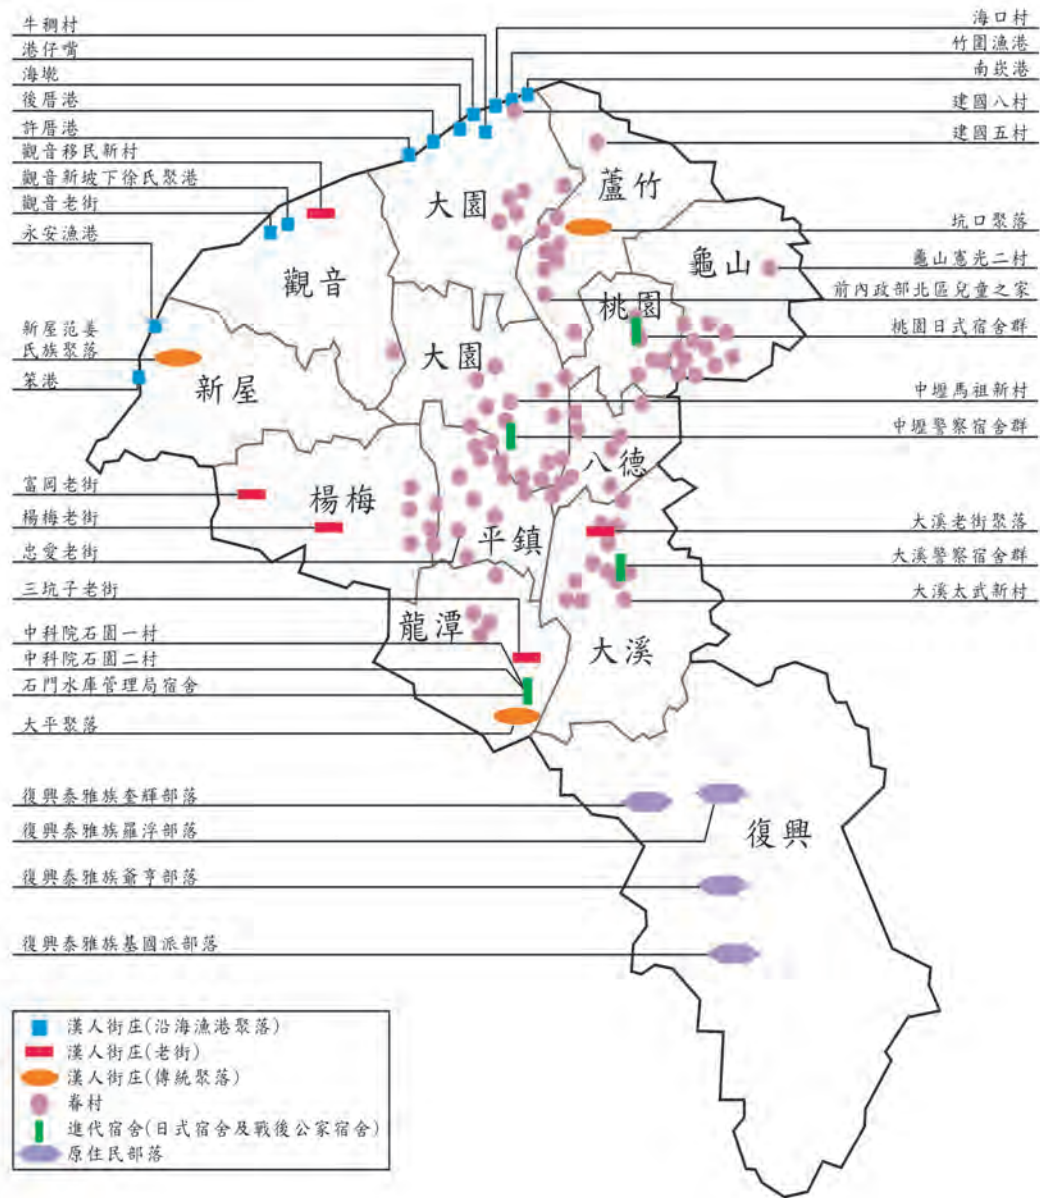 牛稠村
港仔嘴
海墘
後厝港
許厝港
觀音移民新村
觀音新坡下徐氏聚港
觀音老街
永安漁港
新屋范姜
民族聚落
笨港
富岡老街
楊梅老街
忠愛老街
三坑子老街
中科院石園一村
中科院石園二村
石門水庫管理局宿舍
大平聚落
復興泰雅族奎輝部落
復興泰雅族羅浮部落
復興泰雅族爺亨部落
復興泰雅族基國派部落
海口村
竹圍漁港
南崁港
建國八村
建國五村
坑口聚落
龜山憲光二村
前內政部北區兒童之家
桃園日式宿舍群
中壢馬祖新村
中壢警察宿舍群
大溪老街聚落
大溪警察宿舍群
大溪太武新村
大園
蘆竹
龜山
觀音
桃園
大園
新屋
八德
楊梅
平鎮
龍潭
大溪
復興
漢人街庄(沿海漁港聚落)
漢人街庄(老街)
漢人街庄(傳統聚落)
眷村
進代宿舍(日式宿舍及戰後公家宿舍)
原住民部落